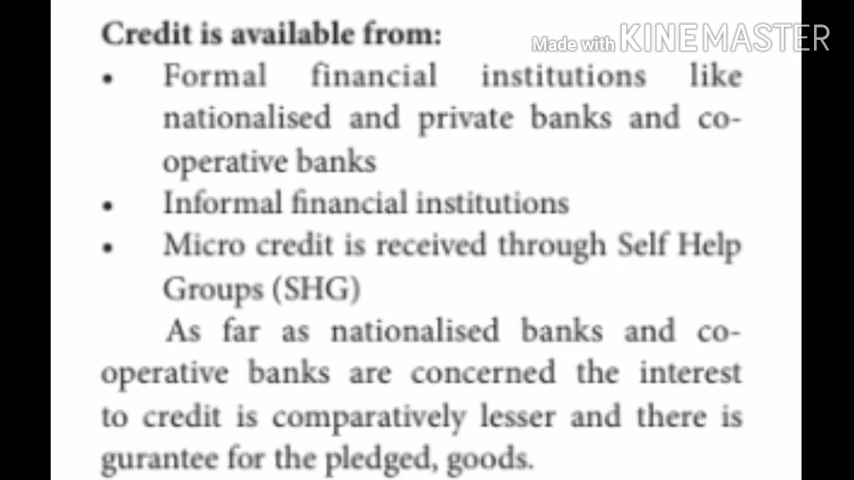 Credit is available from:
Made with KINEMASTER
• Formal financial institutions like
nationalised and private banks and co-
operative banks
• Informal financial institutions
• Micro credit is received through Self Help
Groups (SHG)
As far as nationalised banks and co-
operative banks are concerned the interest
to credit is comparatively lesser and there is
gurantee for the pledged, goods.